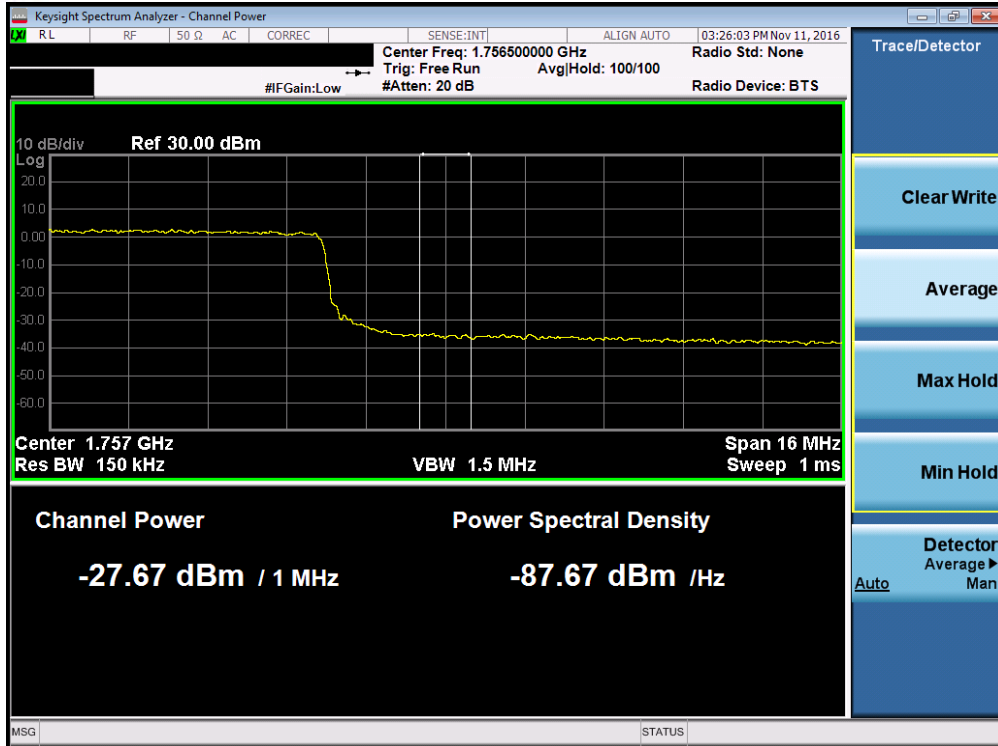 Keysight Spectrum Analyzer - Channel Power
LXI RL RF 50 Ω AC CORREC SENSE:INT ALIGN AUTO 03:26:03 PM Nov 11, 2016
Center Freq: 1.756500000 GHz Radio Std: None
Trig: Free Run Avg|Hold: 100/100
#IFGain:Low #Atten: 20 dB Radio Device: BTS
Trace/Detector
10 dB/div Ref 30.00 dBm
Log
20.0
10.0
0.00
-10.0
-20.0
-30.0
-40.0
-50.0
-60.0
Center 1.757 GHz Span 16 MHz
Res BW 150 kHz VBW 1.5 MHz Sweep 1 ms
Channel Power Power Spectral Density
-27.67 dBm / 1 MHz -87.67 dBm /Hz
Clear Write
Average
Max Hold
Min Hold
Detector
Average
Auto Man
MSG STATUS